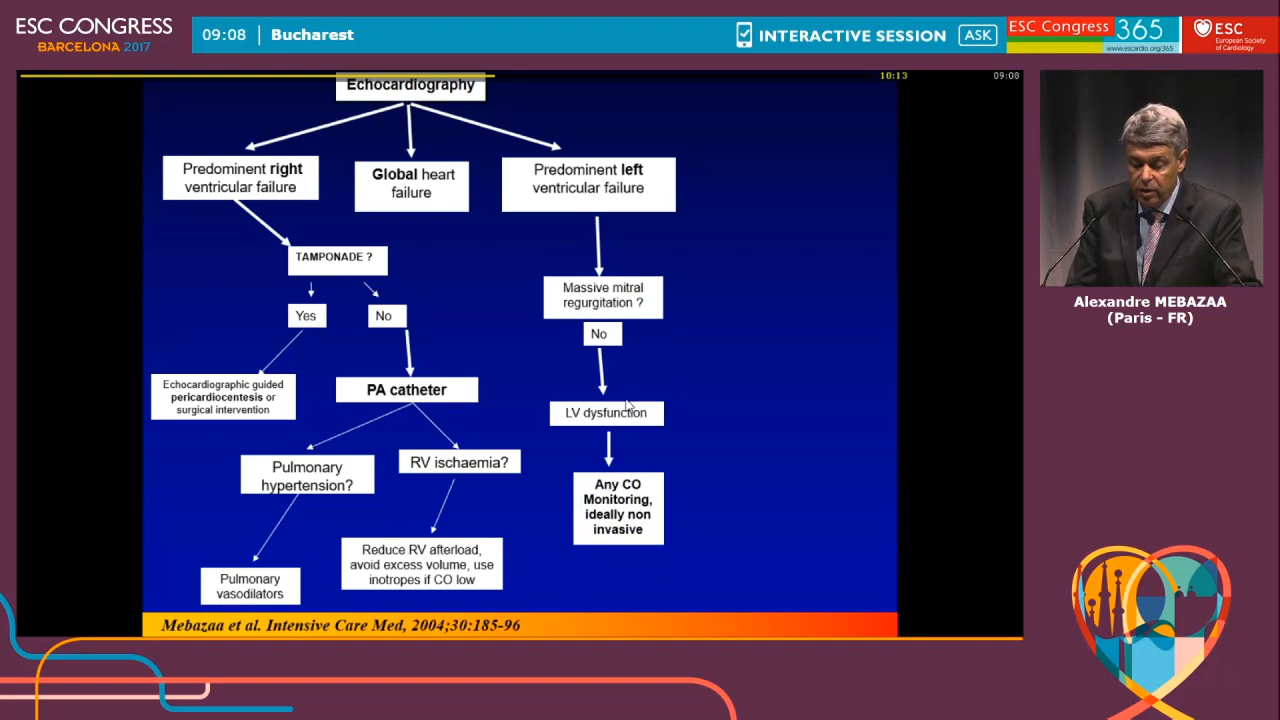 ESC CONGRESS
BARCELONA 2017
09:08
Bucharest
INTERACTIVE SESSION
ASK
ESC Congress
365
www.escardio.org/365
ESC
European Society
of Cardiology
10:13
09:08
Echocardiography
Predominent right
ventricular failure
Global heart
failure
Predominent left
ventricular failure
TAMPONADE ?
Yes
No
Massive mitral
regurgitation ?
No
Echocardiographic guided
pericardiocentesis or
surgical intervention
PA catheter
LV dysfunction
Pulmonary
hypertension?
RV ischaemia?
Any CO
Monitoring,
ideally non
invasive
Pulmonary
vasodilators
Reduce RV afterload,
avoid excess volume, use
inotropes if CO low
Mebazaa et al. Intensive Care Med, 2004;30:185-96
Alexandre MEBAZAA
(Paris - FR)